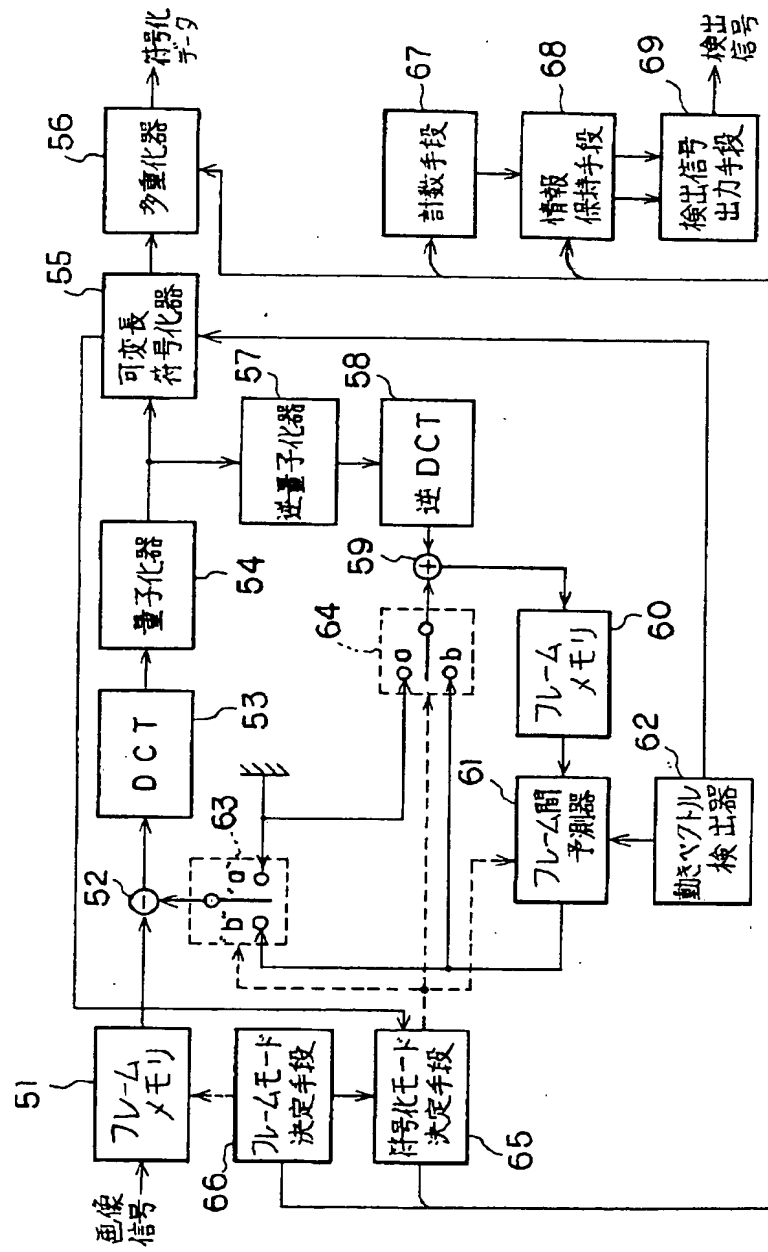 画像
信号
フレーム
メモリ
51
52
DCT
53
量子化器
54
可変長
符号化器
55
多重化器
56
符号化
データ
フレームモード
決定手段
66
符号化モード
決定手段
65
"b"
"a"
63
逆量子化器
57
逆DCT
58
59
64
a
b
フレーム
メモリ
60
フレーム間
予測器
61
動きベクトル
検出器
62
計数手段
67
情報
保持手段
68
検出信号
出力手段
69
検出
信号